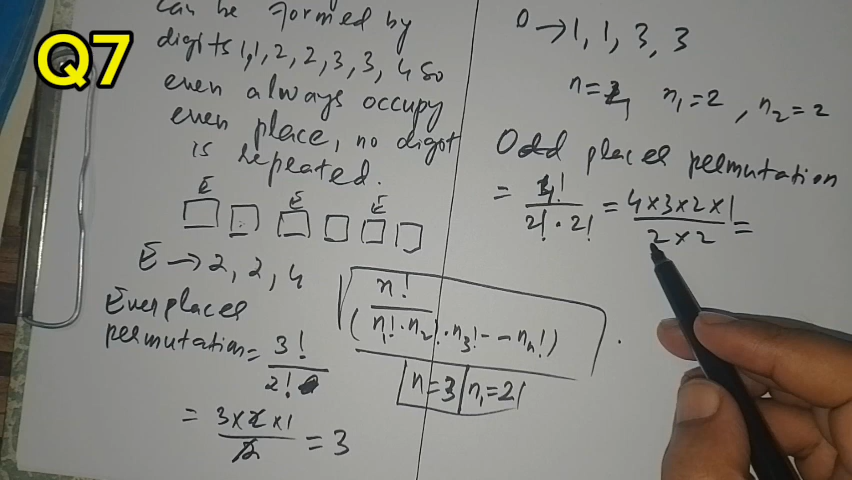 Q7
can be formed by
digits 1,1,2,2,3,3,4 so
even always occupy
even place, no digit
is repeated.
E E E
E → 2, 2, 4
Even places
permutation = 3! / 2!
= 3×2×1 / 2 = 3
n! / (n₁! · n₂! · n₃! - - nₙ!)
n=3 | n₁=2
O → 1, 1, 3, 3
n=4 n₁=2, n₂=2
Odd places permutation
= 4! / 2! · 2! = 4×3×2×1 / 2×2 =